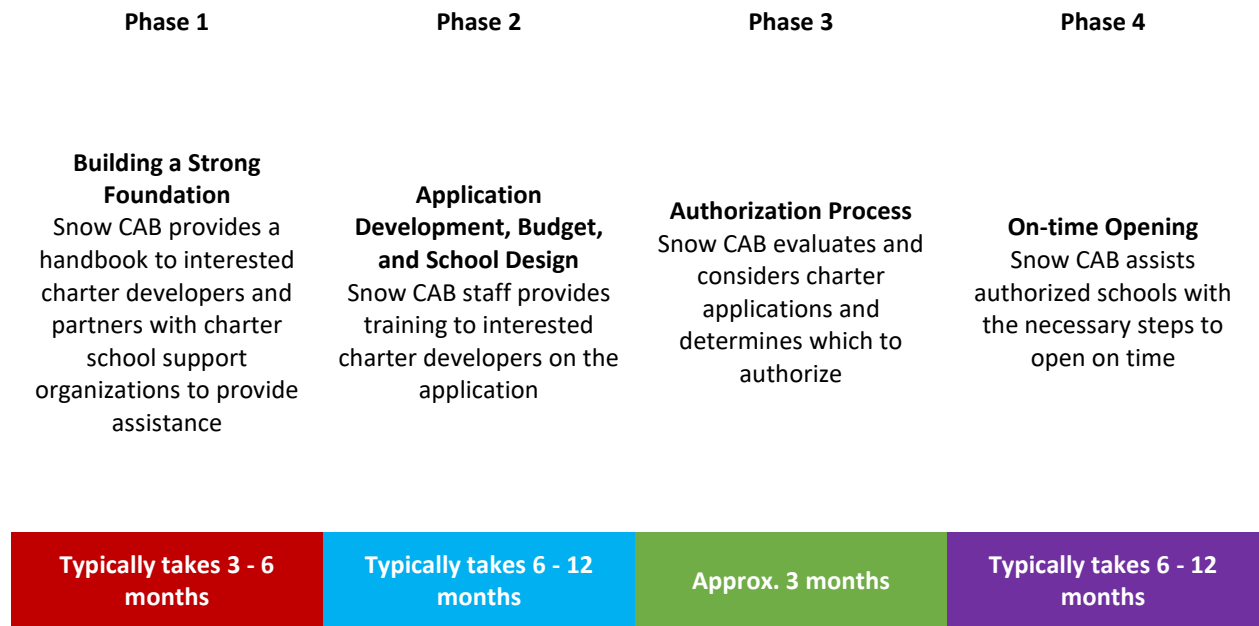 Phase 1
Phase 2
Phase 3
Phase 4
Building a Strong
Foundation
Snow CAB provides a
handbook to interested
charter developers and
partners with charter
school support
organizations to provide
assistance
Application
Development, Budget,
and School Design
Snow CAB staff provides
training to interested
charter developers on the
application
Authorization Process
Snow CAB evaluates and
considers charter
applications and
determines which to
authorize
On-time Opening
Snow CAB assists
authorized schools with
the necessary steps to
open on time
Typically takes 3 - 6
months
Typically takes 6 - 12
months
Approx. 3 months
Typically takes 6 - 12
months